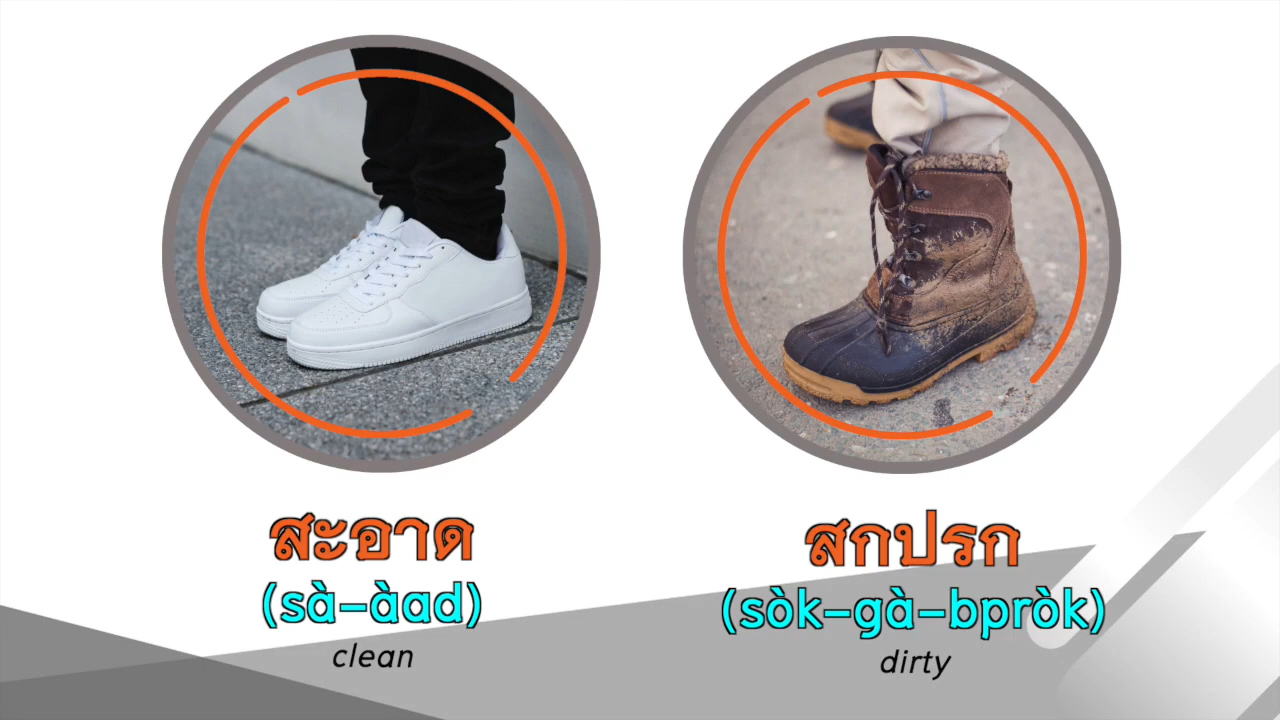 สะอาด
(sà-àad)
clean
สกปรก
(sòk-gà-bpròk)
dirty